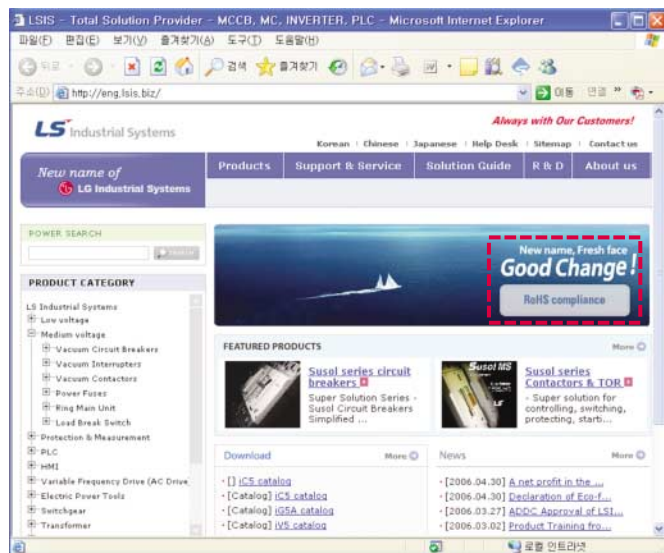 LSIS - Total Solution Provider - MCCB, MC, INVERTER, PLC - Microsoft Internet Explorer
파일(F) 편집(E) 보기(V) 즐겨찾기(A) 도구(T) 도움말(H)
뒤로 검색 즐겨찾기
주소(D) http://eng.lsis.biz/ 이동 연결 »
LS Industrial Systems
Always with Our Customers!
Korean | Chinese | Japanese | Help Desk | Sitemap | Contact us
New name of
LG Industrial Systems
Products Support & Service Solution Guide R & D About us
POWER SEARCH
Search
New name, Fresh face
Good Change!
RoHS compliance
PRODUCT CATEGORY
LS Industrial Systems
Low voltage
Medium voltage
Vacuum Circuit Breakers
Vacuum Interrupters
Vacuum Contactors
Power Fuses
Ring Main Unit
Load Break Switch
Protection & Measurement
PLC
HMI
Variable Frequency Drive (AC Drive
Electric Power Tools
Switchgear
Transformer
FEATURED PRODUCTS More
Susol series circuit
breakers
Super Solution Series -
Susol Circuit Breakers
Simplified ...
Susol MS
Susol series
Contactors & TOR
- Super solution for
controlling, switching,
protecting, starti...
Download More
· [] iC5 catalog
· [Catalog] iC5 catalog
· [Catalog] iG5A catalog
· [Catalog] iV5 catalog
News More
· [2006.04.30] A net profit in the ...
· [2006.04.30] Declaration of Eco-f...
· [2006.03.27] ADDC Approval of LSI...
· [2006.03.02] Product Training fro...
로컬 인트라넷